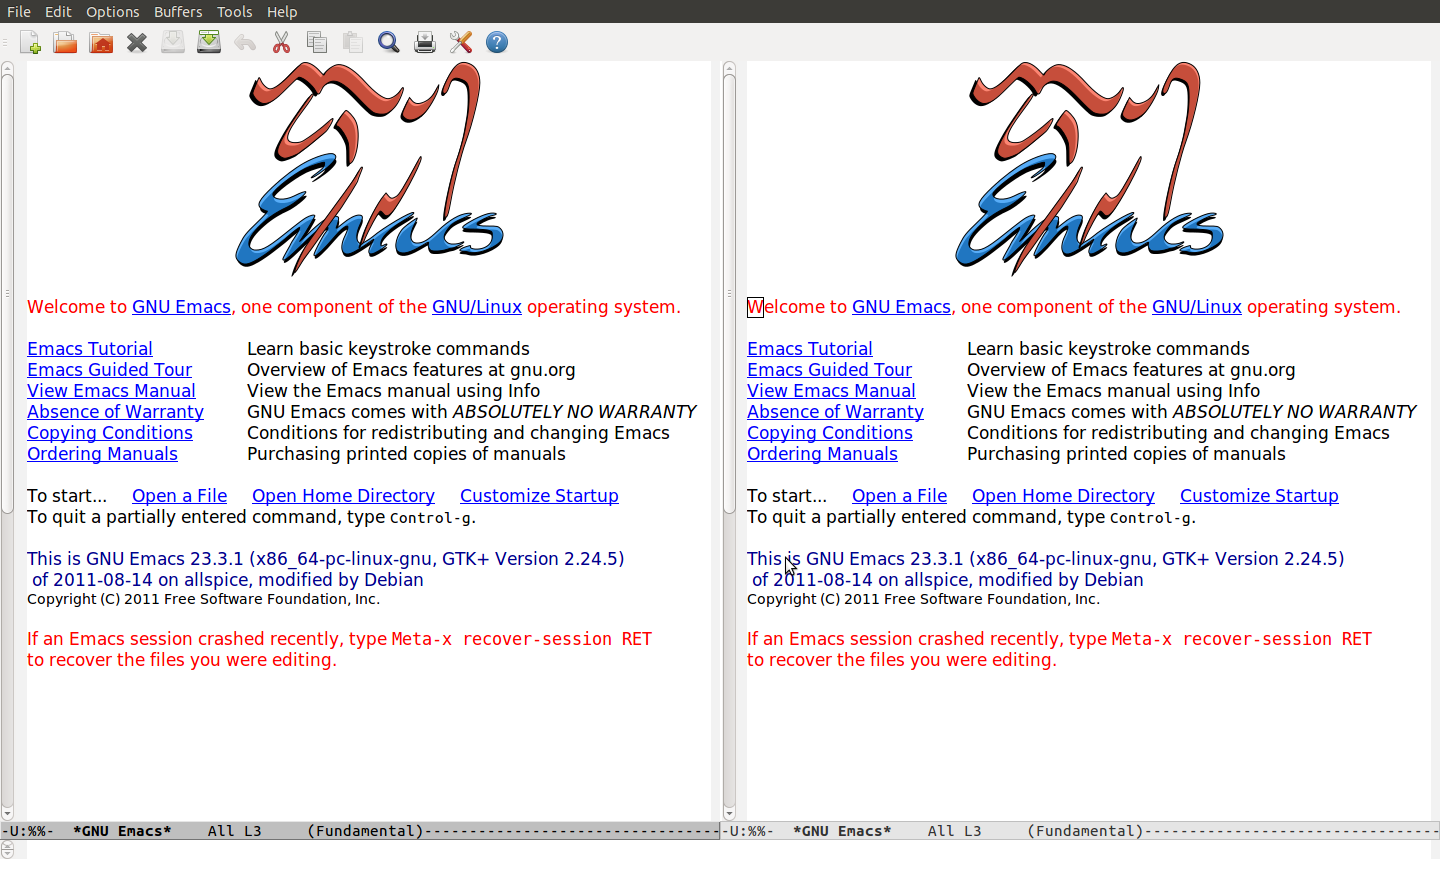 File Edit Options Buffers Tools Help
Emacs
Welcome to GNU Emacs, one component of the GNU/Linux operating system.
Emacs Tutorial Learn basic keystroke commands
Emacs Guided Tour Overview of Emacs features at gnu.org
View Emacs Manual View the Emacs manual using Info
Absence of Warranty GNU Emacs comes with ABSOLUTELY NO WARRANTY
Copying Conditions Conditions for redistributing and changing Emacs
Ordering Manuals Purchasing printed copies of manuals
To start... Open a File Open Home Directory Customize Startup
To quit a partially entered command, type Control-g.
This is GNU Emacs 23.3.1 (x86_64-pc-linux-gnu, GTK+ Version 2.24.5)
of 2011-08-14 on allspice, modified by Debian
Copyright (C) 2011 Free Software Foundation, Inc.
If an Emacs session crashed recently, type Meta-x recover-session RET
to recover the files you were editing.
-U:%%- *GNU Emacs* All L3 (Fundamental)--------------------------------
Emacs
Welcome to GNU Emacs, one component of the GNU/Linux operating system.
Emacs Tutorial Learn basic keystroke commands
Emacs Guided Tour Overview of Emacs features at gnu.org
View Emacs Manual View the Emacs manual using Info
Absence of Warranty GNU Emacs comes with ABSOLUTELY NO WARRANTY
Copying Conditions Conditions for redistributing and changing Emacs
Ordering Manuals Purchasing printed copies of manuals
To start... Open a File Open Home Directory Customize Startup
To quit a partially entered command, type Control-g.
This is GNU Emacs 23.3.1 (x86_64-pc-linux-gnu, GTK+ Version 2.24.5)
of 2011-08-14 on allspice, modified by Debian
Copyright (C) 2011 Free Software Foundation, Inc.
If an Emacs session crashed recently, type Meta-x recover-session RET
to recover the files you were editing.
-U:%%- *GNU Emacs* All L3 (Fundamental)--------------------------------